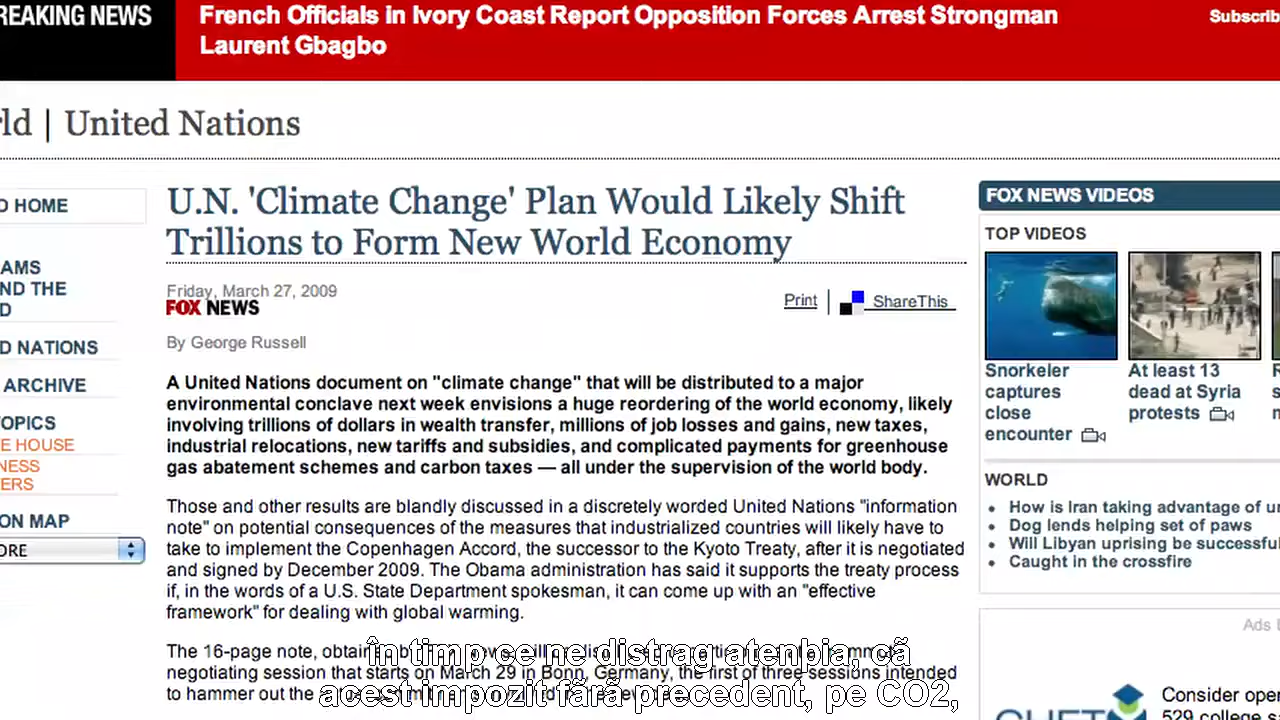 REAKING NEWS
French Officials in Ivory Coast Report Opposition Forces Arrest Strongman
Laurent Gbagbo
Subscrib
rld | United Nations
D HOME
AMS
ND THE
D
D NATIONS
ARCHIVE
TOPICS
E HOUSE
NESS
ERS
ON MAP
ORE
U.N. 'Climate Change' Plan Would Likely Shift
Trillions to Form New World Economy
Friday, March 27, 2009
FOX NEWS
Print | ShareThis
By George Russell
A United Nations document on "climate change" that will be distributed to a major
environmental conclave next week envisions a huge reordering of the world economy, likely
involving trillions of dollars in wealth transfer, millions of job losses and gains, new taxes,
industrial relocations, new tariffs and subsidies, and complicated payments for greenhouse
gas abatement schemes and carbon taxes — all under the supervision of the world body.
Those and other results are blandly discussed in a discretely worded United Nations "information
note" on potential consequences of the measures that industrialized countries will likely have to
take to implement the Copenhagen Accord, the successor to the Kyoto Treaty, after it is negotiated
and signed by December 2009. The Obama administration has said it supports the treaty process
if, in the words of a U.S. State Department spokesman, it can come up with an "effective
framework" for dealing with global warming.
The 16-page note,
negotiating session that starts on March 29 in Bonn, Germany, the first of three sessions intended
to hammer out the
FOX NEWS VIDEOS
TOP VIDEOS
Snorkeler
captures
close
encounter
At least 13
dead at Syria
protests
WORLD
How is Iran taking advantage of un
Dog lends helping set of paws
Will Libyan uprising be successful
Caught in the crossfire
Ads b
Consider open
529 college s
în timp ce ne distrag atenþia, cã
acest impozit fãrã precedent, pe CO2,